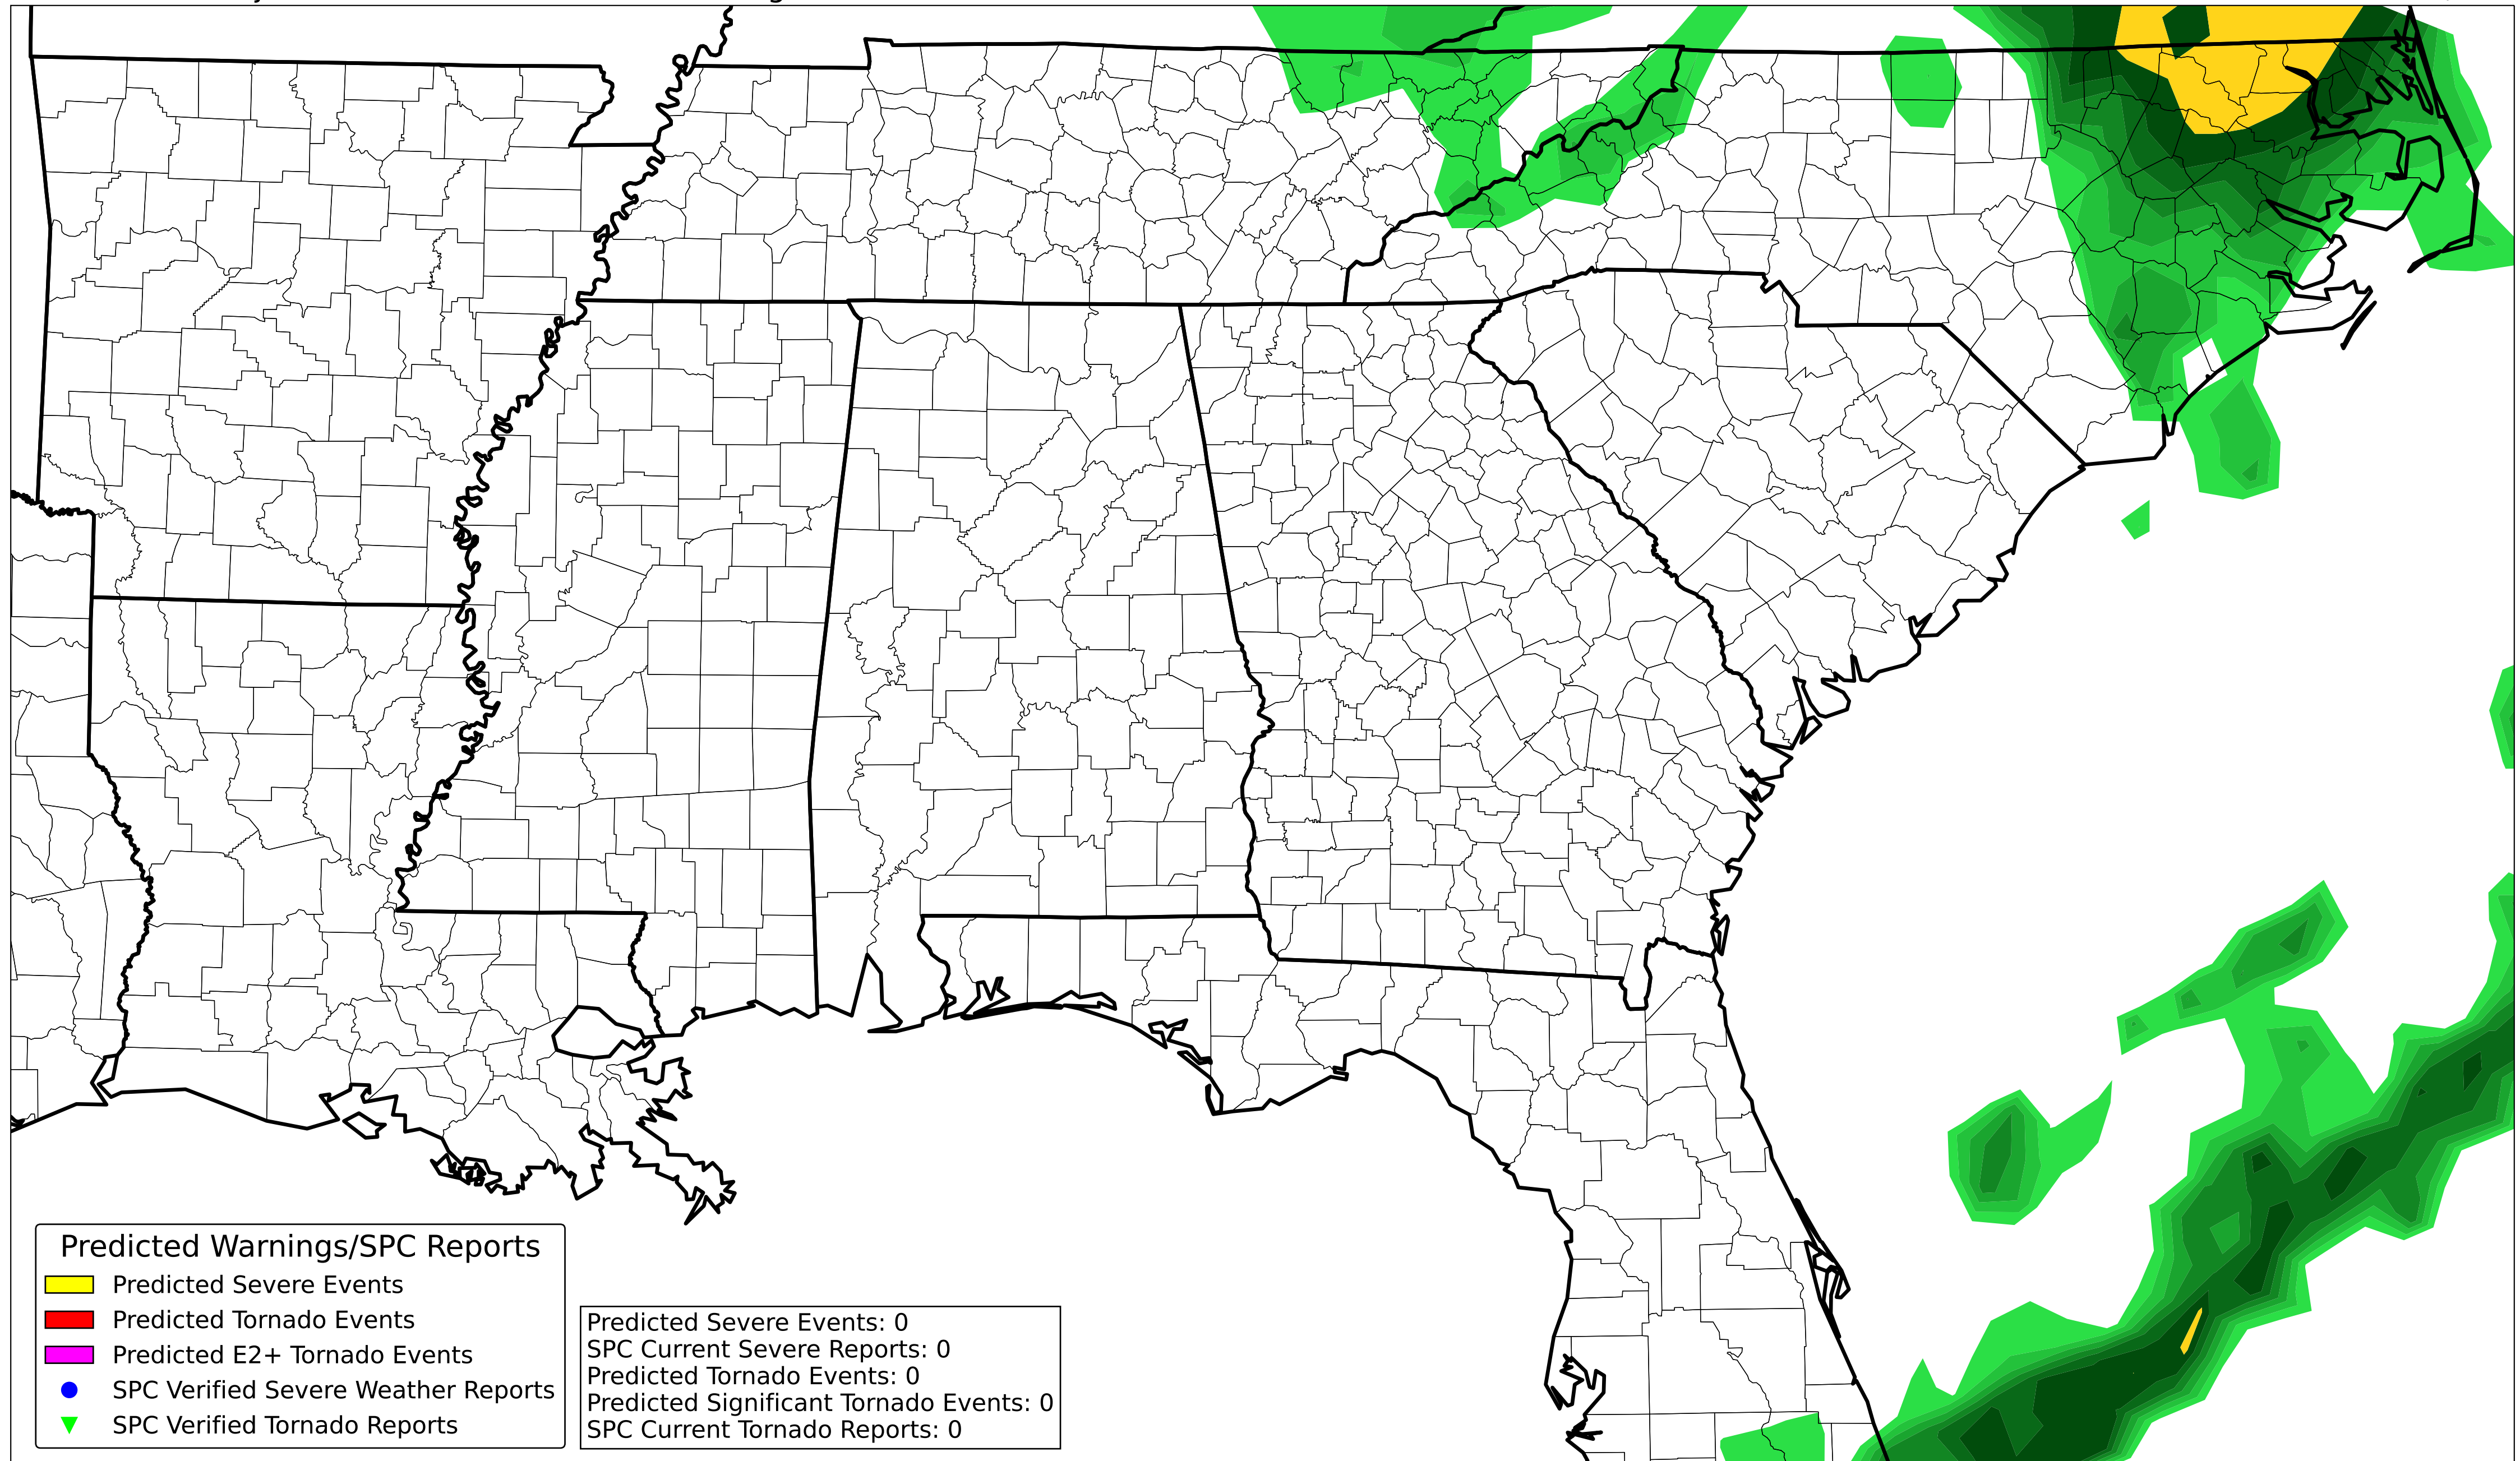 Predicted Warnings/SPC Reports
Predicted Severe Events
Predicted Tornado Events
Predicted E2+ Tornado Events
SPC Verified Severe Weather Reports
SPC Verified Tornado Reports
Predicted Severe Events: 0
SPC Current Severe Reports: 0
Predicted Tornado Events: 0
Predicted Significant Tornado Events: 0
SPC Current Tornado Reports: 0